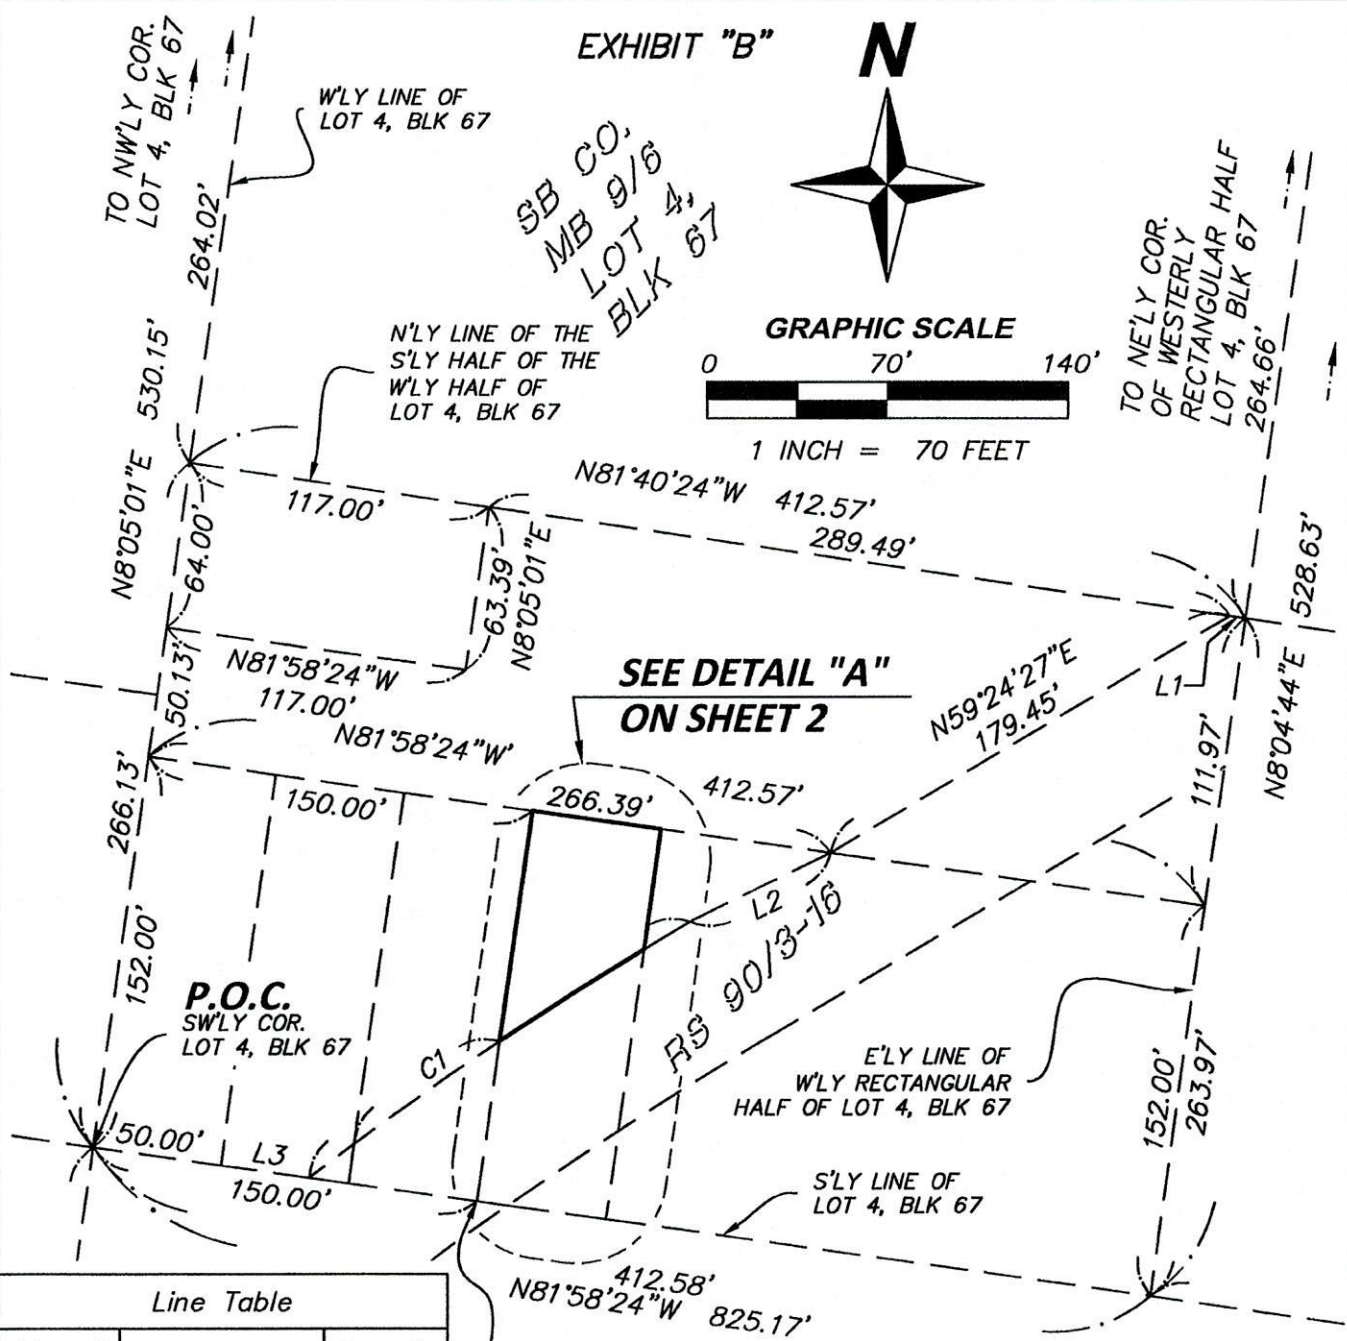 EXHIBIT "B"
N
TO NW'LY COR.
LOT 4, BLK 67
W'LY LINE OF
LOT 4, BLK 67
264.02'
SB CO,
MB 9/6
LOT 4,
BLK 67
N'LY LINE OF THE
S'LY HALF OF THE
W'LY HALF OF
LOT 4, BLK 67
GRAPHIC SCALE
0 70' 140'
1 INCH = 70 FEET
TO NE'LY COR.
OF WESTERLY
RECTANGULAR HALF
LOT 4, BLK 67
264.66'
N8°05'01"E 530.15'
N81°40'24"W 412.57'
117.00'
289.49'
64.00'
63.39'
N8°05'01"E
N8°04'44"E 528.63'
N81°58'24"W
117.00'
50.13'
SEE DETAIL "A"
ON SHEET 2
N59°24'27"E
179.45'
L1
111.97'
N81°58'24"W'
412.57'
266.13'
150.00'
266.39'
152.00'
L2
RS 90/3-16
P.O.C.
SW'LY COR.
LOT 4, BLK 67
C1
E'LY LINE OF
W'LY RECTANGULAR
HALF OF LOT 4, BLK 67
152.00'
263.97'
50.00'
L3
150.00'
S'LY LINE OF
LOT 4, BLK 67
412.58'
N81°58'24"W 825.17'
Line Table